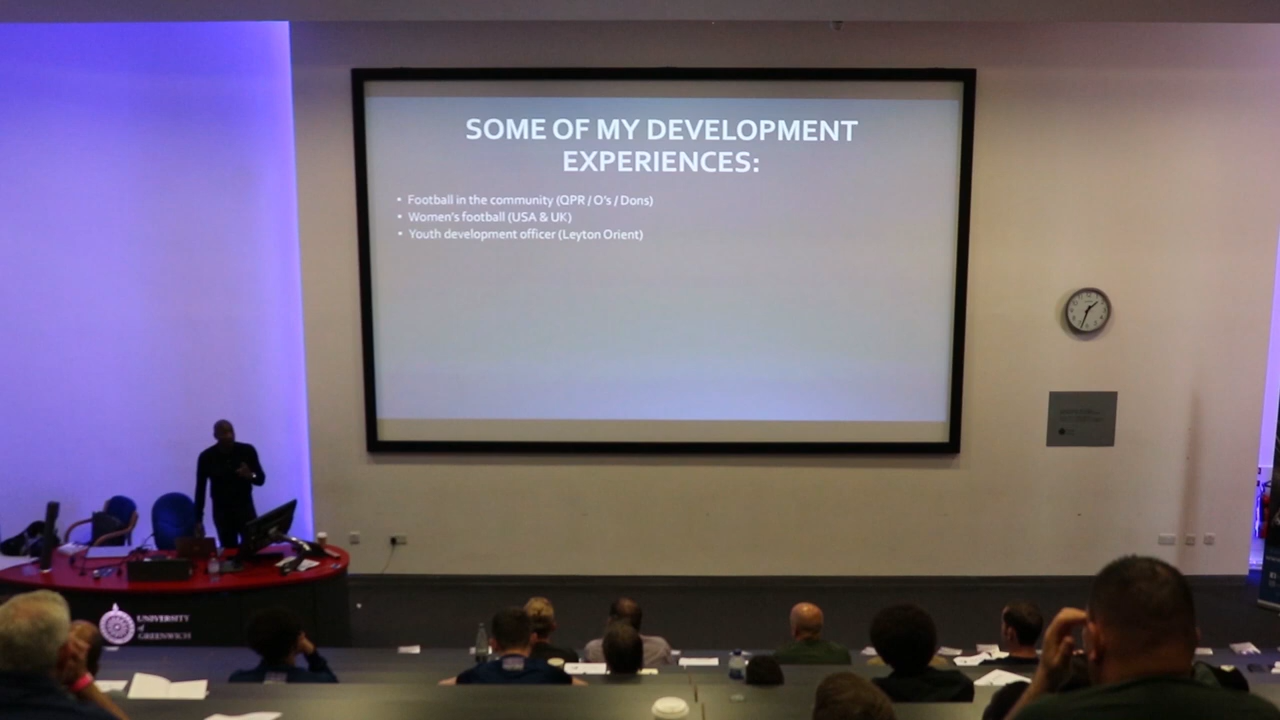 SOME OF MY DEVELOPMENT
EXPERIENCES:
• Football in the community (QPR / O's / Dons)
• Women's football (USA & UK)
• Youth development officer (Leyton Orient)
UNIVERSITY
of
GREENWICH